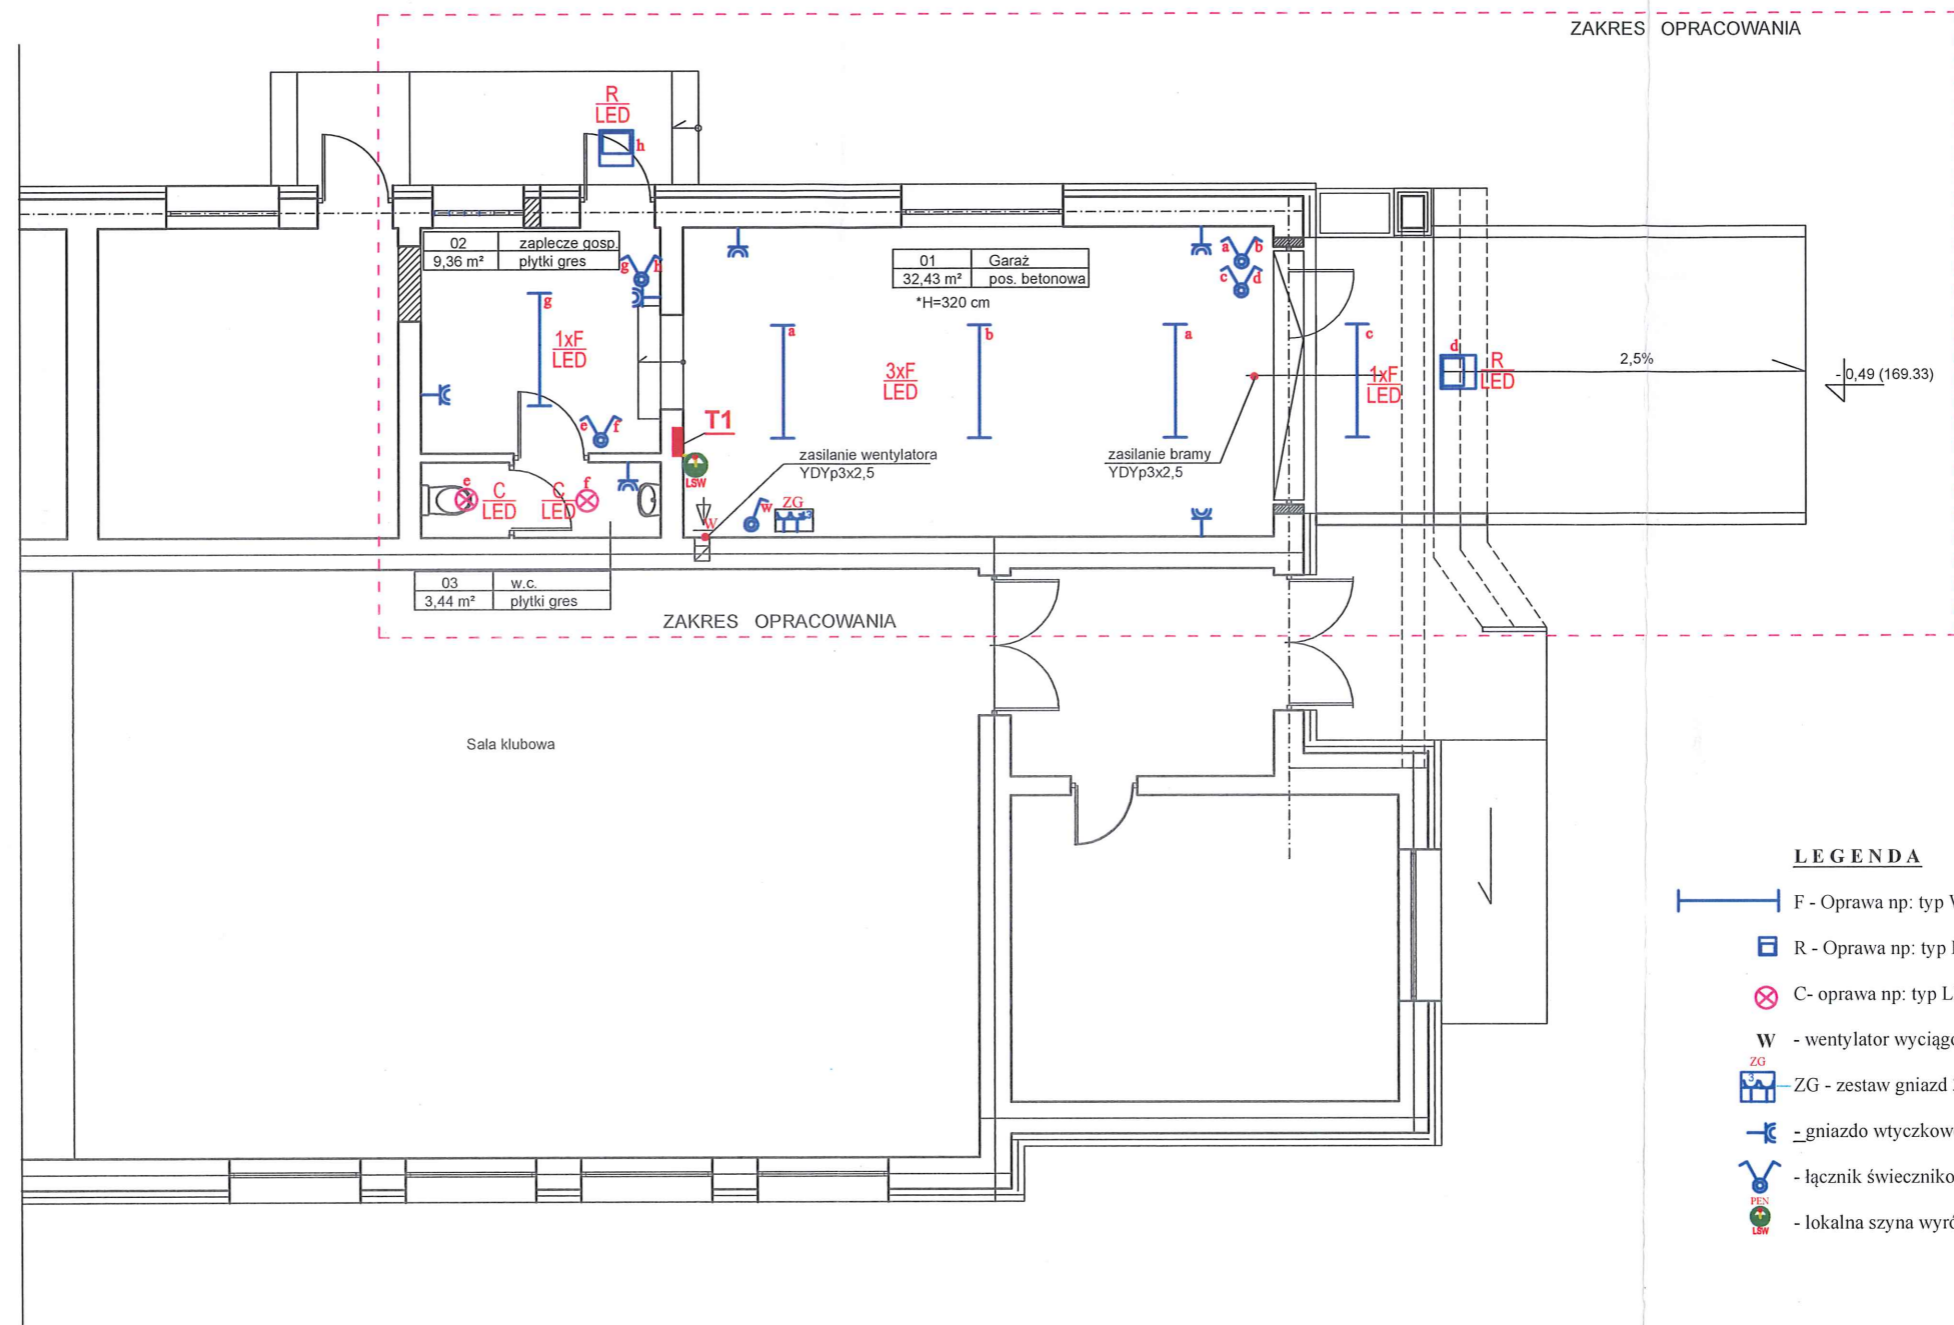 ZAKRES OPRACOWANIA
R
LED
h
02 zaplecze gosp.
9,36 m² płytki gres
g h
01 Garaż
32,43 m² pos. betonowa
*H=320 cm
a b
c d
g
1xF
LED
a
3xF
LED
b
a
c
1xF
LED
d
R
LED
2,5%
-0,49 (169.33)
e f
T1
LSW
zasilanie wentylatora
YDYp3x2,5
zasilanie bramy
YDYp3x2,5
e
C
LED
C
LED
f
W
w
ZG
3
03 w.c.
3,44 m² płytki gres
ZAKRES OPRACOWANIA
Sala klubowa
LEGENDA
F - Oprawa np: typ
R - Oprawa np: typ
C- oprawa np: typ L
W - wentylator wyciągo
ZG
3
ZG - zestaw gniazd
- gniazdo wtyczkow
- łącznik świeczniko
PEN
LSW
- lokalna szyna wyró